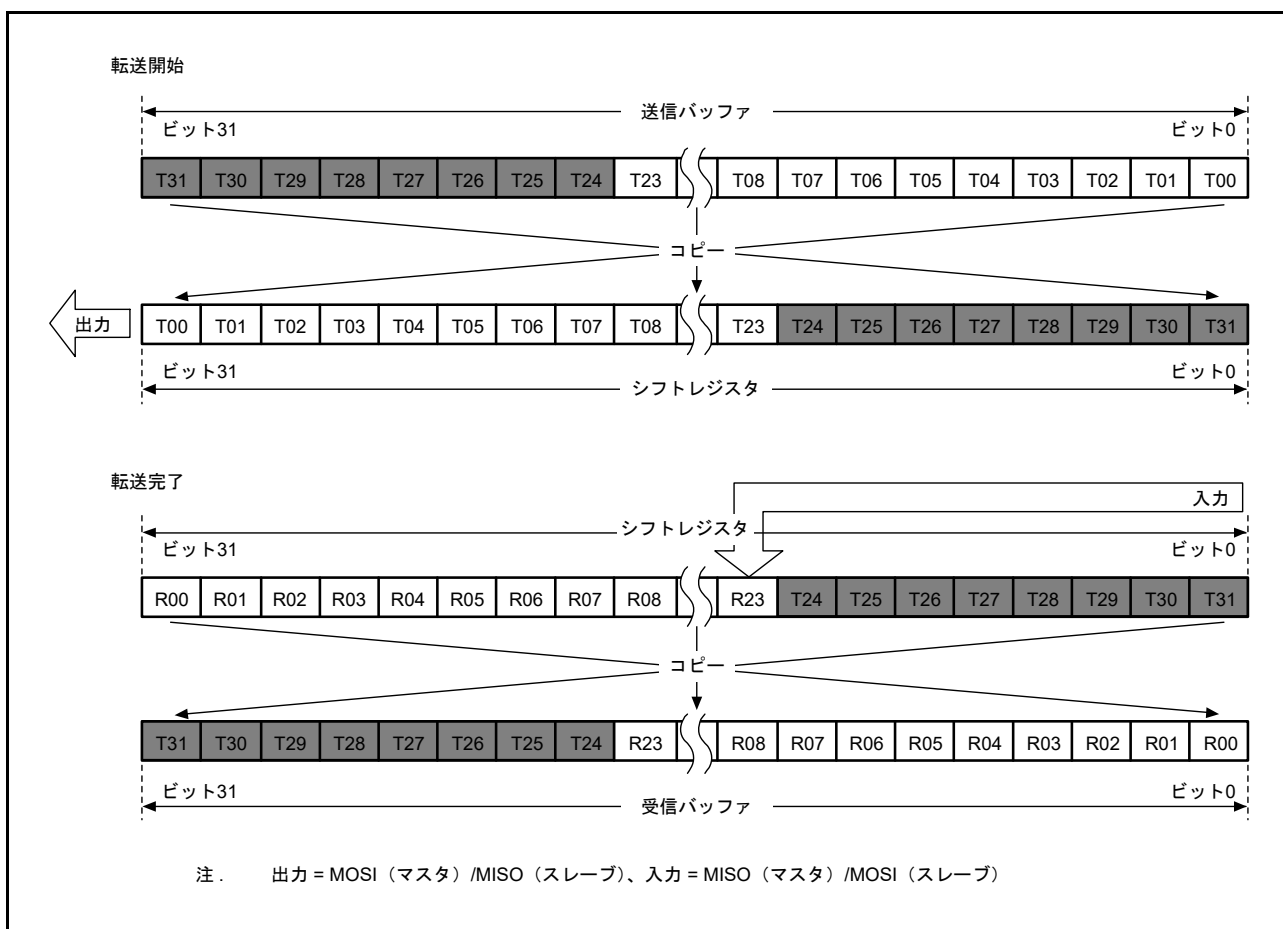 転送開始
送信バッファ
ビット31 ビット0
T31 T30 T29 T28 T27 T26 T25 T24 T23 T08 T07 T06 T05 T04 T03 T02 T01 T00
コピー
出力 T00 T01 T02 T03 T04 T05 T06 T07 T08 T23 T24 T25 T26 T27 T28 T29 T30 T31
ビット31 ビット0
シフトレジスタ
転送完了
入力
シフトレジスタ
ビット31 ビット0
R00 R01 R02 R03 R04 R05 R06 R07 R08 R23 T24 T25 T26 T27 T28 T29 T30 T31
コピー
T31 T30 T29 T28 T27 T26 T25 T24 R23 R08 R07 R06 R05 R04 R03 R02 R01 R00
ビット31 ビット0
受信バッファ
注． 出力 = MOSI（マスタ）/MISO（スレーブ）、入力 = MISO（マスタ）/MOSI（スレーブ）